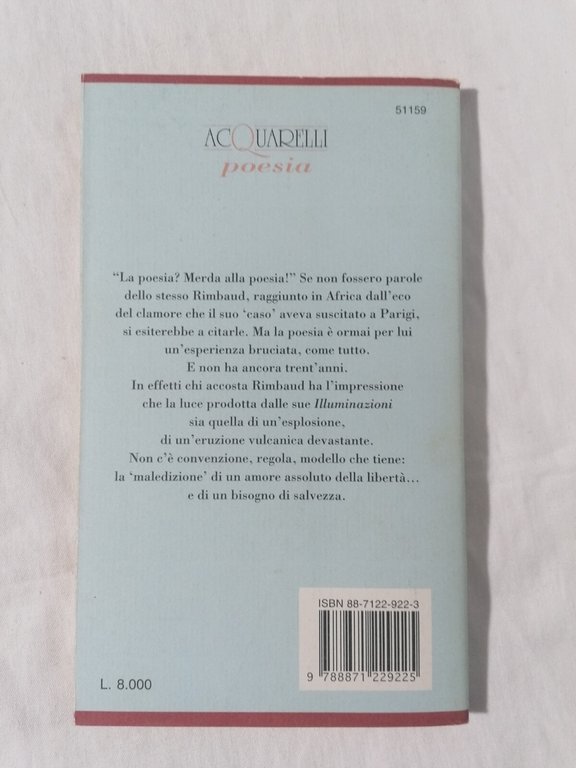 51159
ACQUARELLI
poesia
“La poesia? Merda alla poesia!” Se non fossero parole
dello stesso Rimbaud, raggiunto in Africa dall’eco
del clamore che il suo ‘caso’ aveva suscitato a Parigi,
si esiterebbe a citarle. Ma la poesia è ormai per lui
un’esperienza bruciata, come tutto.
E non ha ancora trent’anni.
In effetti chi accosta Rimbaud ha l’impressione
che la luce prodotta dalle sue Illuminazioni
sia quella di un’esplosione,
di un’eruzione vulcanica devastante.
Non c’è convenzione, regola, modello che tiene:
la ‘maledizione’ di un amore assoluto della libertà…
e di un bisogno di salvezza.
ISBN 88-7122-922-3
9 788871 229225
L. 8.000